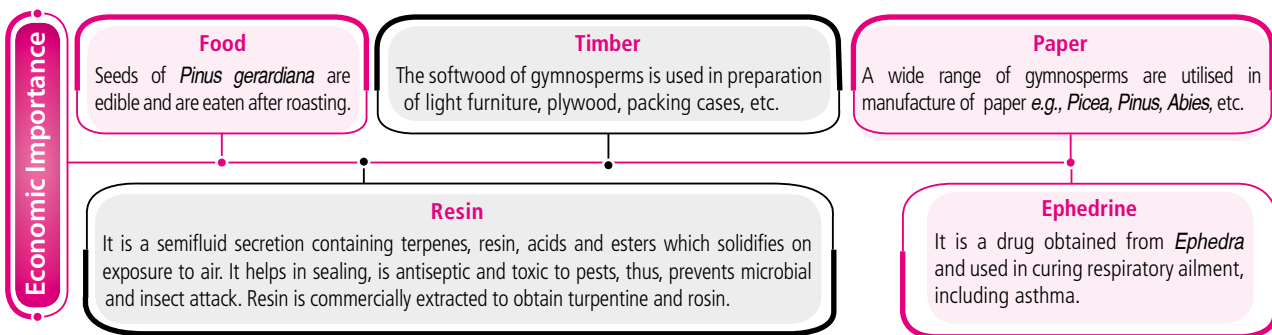 Economic Importance
Food
Seeds of Pinus gerardiana are
edible and are eaten after roasting.
Timber
The softwood of gymnosperms is used in preparation
of light furniture, plywood, packing cases, etc.
Paper
A wide range of gymnosperms are utilised in
manufacture of paper e.g., Picea, Pinus, Abies, etc.
Resin
It is a semifluid secretion containing terpenes, resin, acids and esters which solidifies on
exposure to air. It helps in sealing, is antiseptic and toxic to pests, thus, prevents microbial
and insect attack. Resin is commercially extracted to obtain turpentine and rosin.
Ephedrine
It is a drug obtained from Ephedra
and used in curing respiratory ailment,
including asthma.